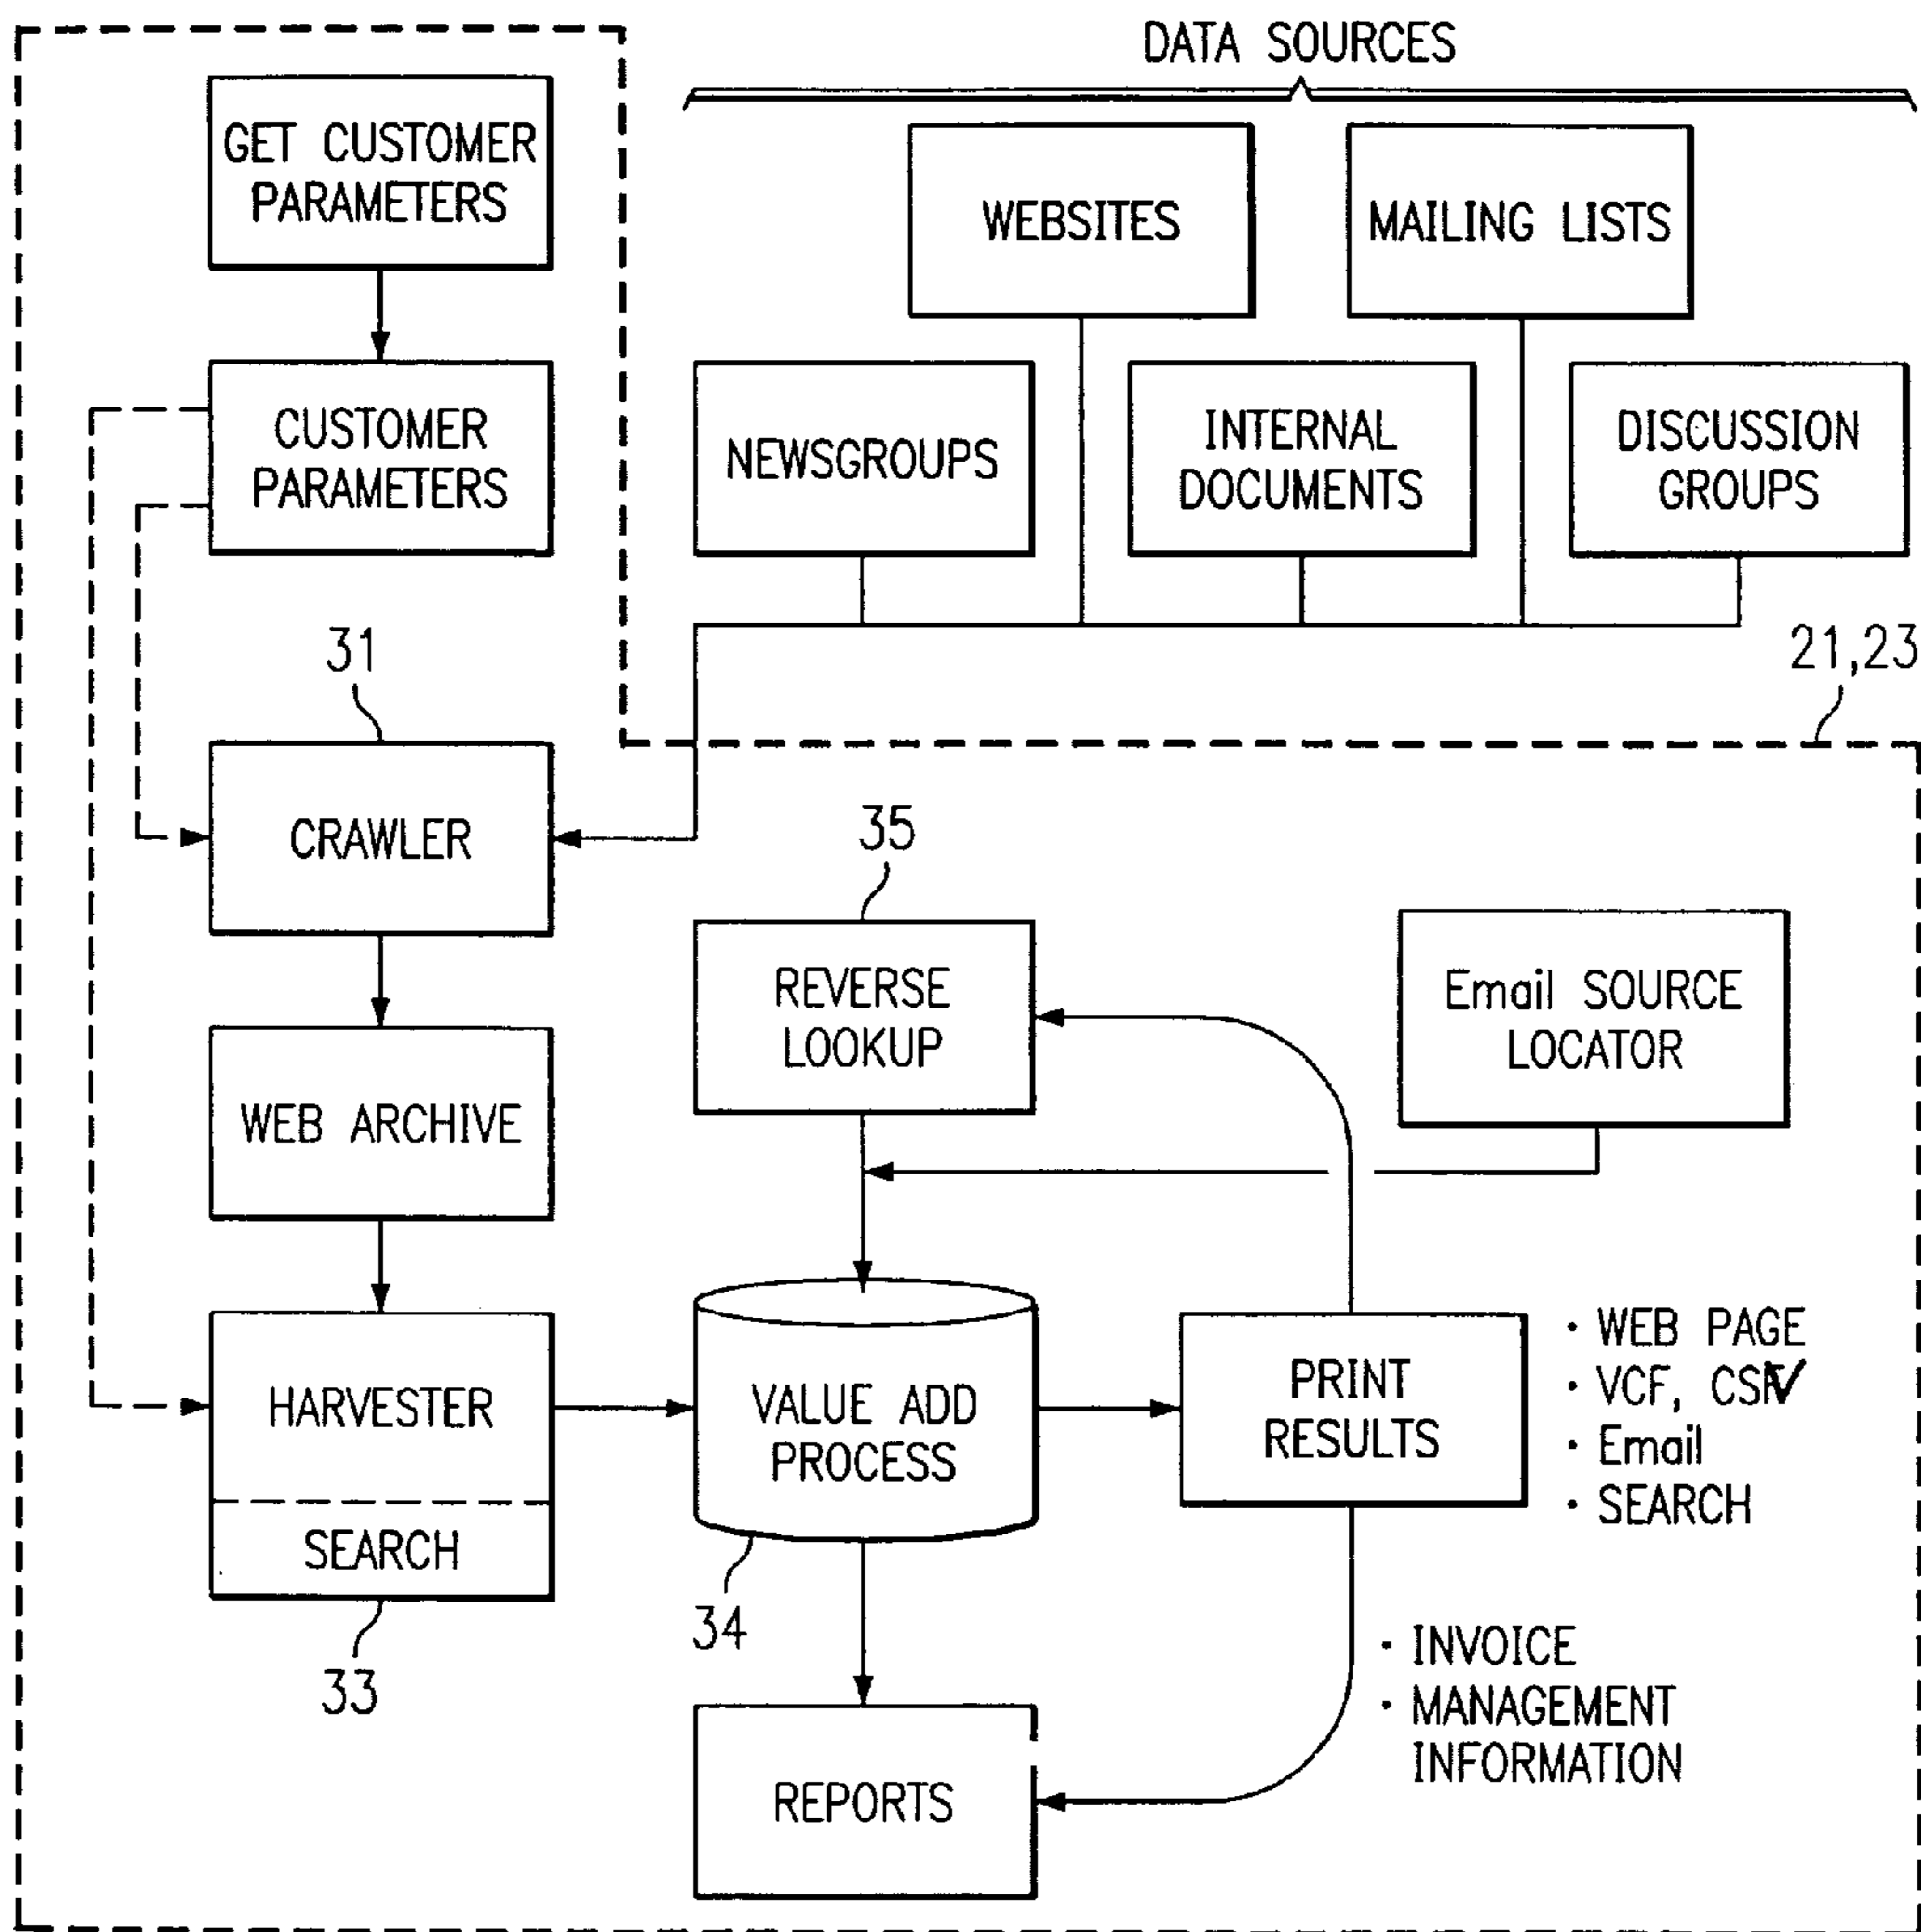 DATA SOURCES
GET CUSTOMER
PARAMETERS
WEBSITES
MAILING LISTS
CUSTOMER
PARAMETERS
NEWSGROUPS
INTERNAL
DOCUMENTS
DISCUSSION
GROUPS
31
21,23
CRAWLER
35
REVERSE
LOOKUP
Email SOURCE
LOCATOR
WEB ARCHIVE
HARVESTER
SEARCH
33
VALUE ADD
PROCESS
34
PRINT
RESULTS
· WEB PAGE
· VCF,
· Email
· SEARCH
· INVOICE
· MANAGEMENT
INFORMATION
REPORTS